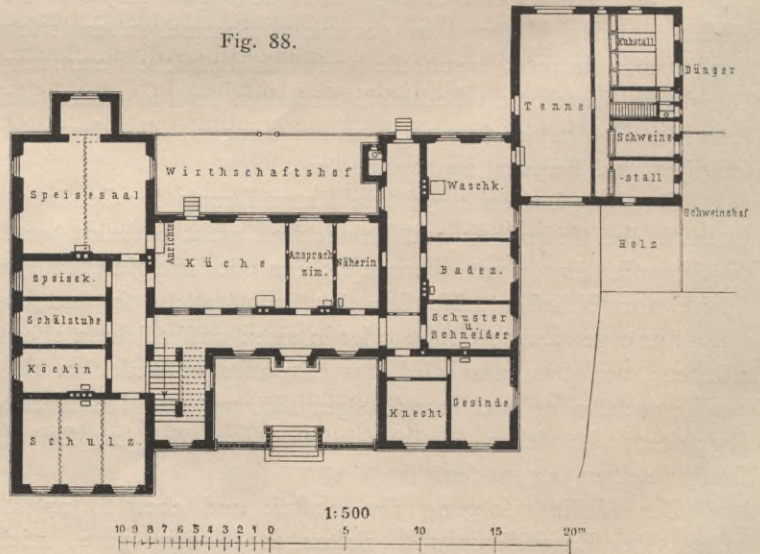 Fig. 88.
Kuhstall
Dünger
Tenne
Schweine
-stall
Schweinehof
Holz
Wirthschaftshof
Speisesaal
Waschk.
Anrichte
Küche
Ansprach
zim.
Näherin
Speisek.
Badez.
Schälstube
Schuster
u.
Schneider
Köchin
Knecht
Gesinde
Schulz.
1:500
10 9 8 7 6 5 4 3 2 1 0 5 10 15 20m